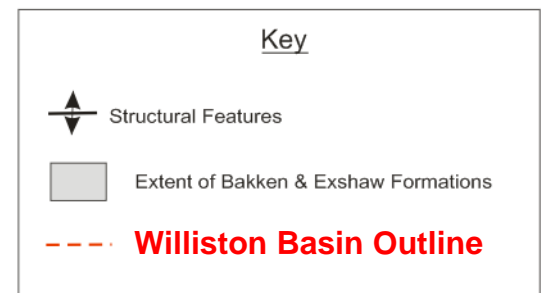 Key
Structural Features
Extent of Bakken & Exshaw Formations
Williston Basin Outline